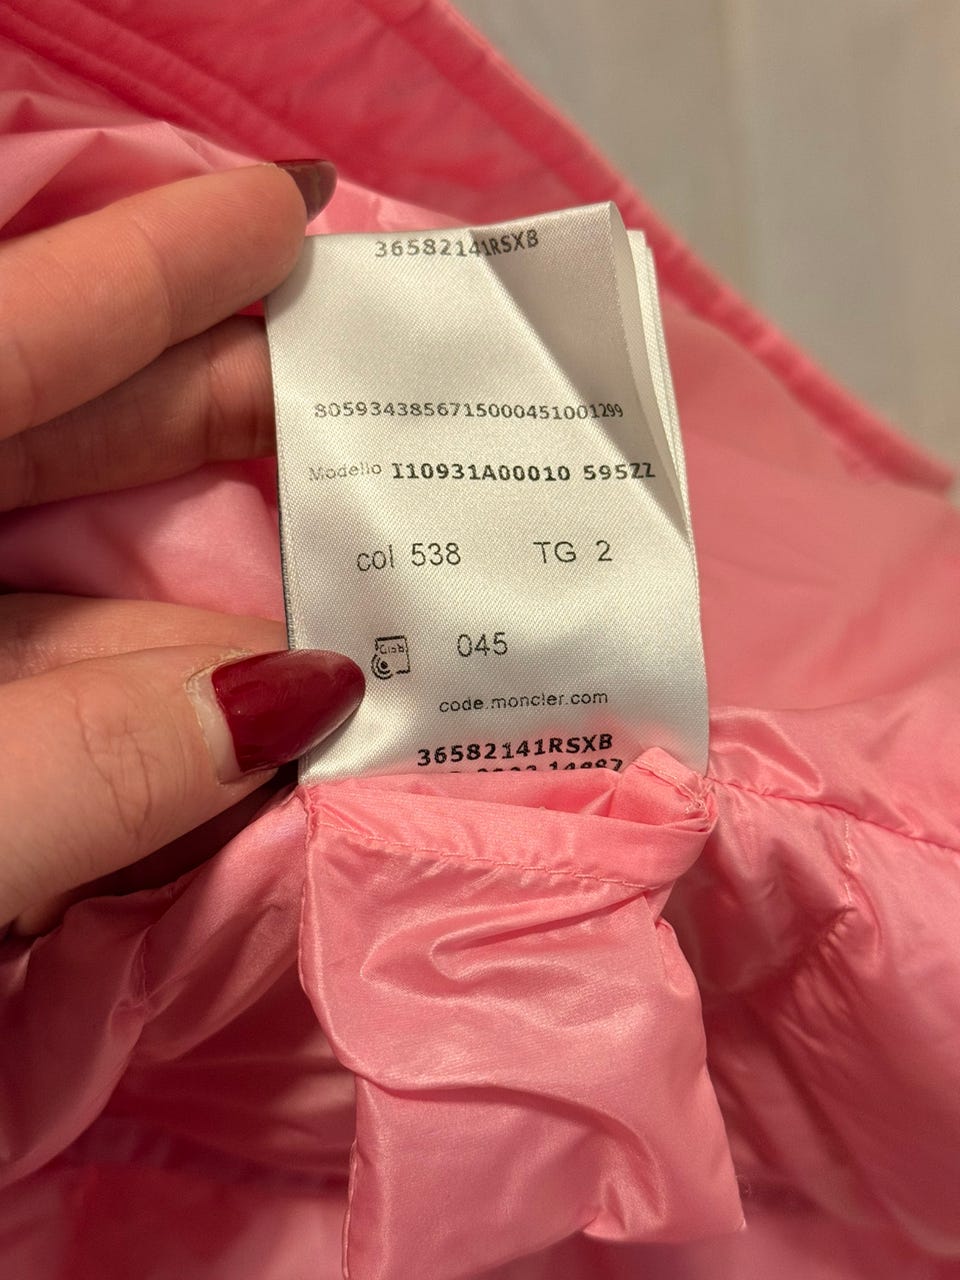 36582141RSXB
8059343856715000451001299
Modello I10931A00010 595ZZ
col 538 TG 2
045
code.moncler.com
36582141RSXB